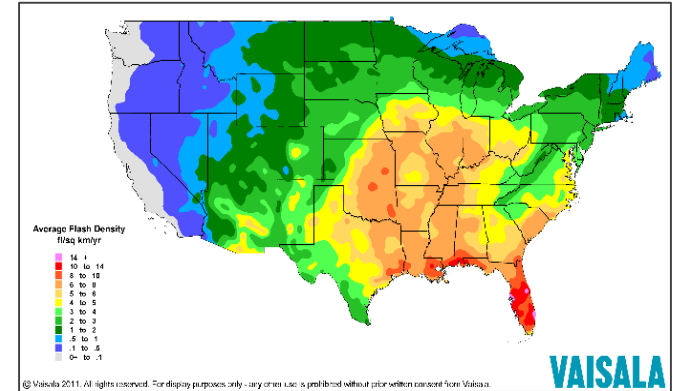 Average Flash Density
fl/sq km/yr
14 +
10 to 14
8 to 10
6 to 8
5 to 6
4 to 5
3 to 4
2 to 3
1 to 2
.5 to 1
.1 to .5
0+ to .1
© Vaisala 2011. All rights reserved. For display purposes only - any other use is prohibited without prior written consent from Vaisala.
VAISALA